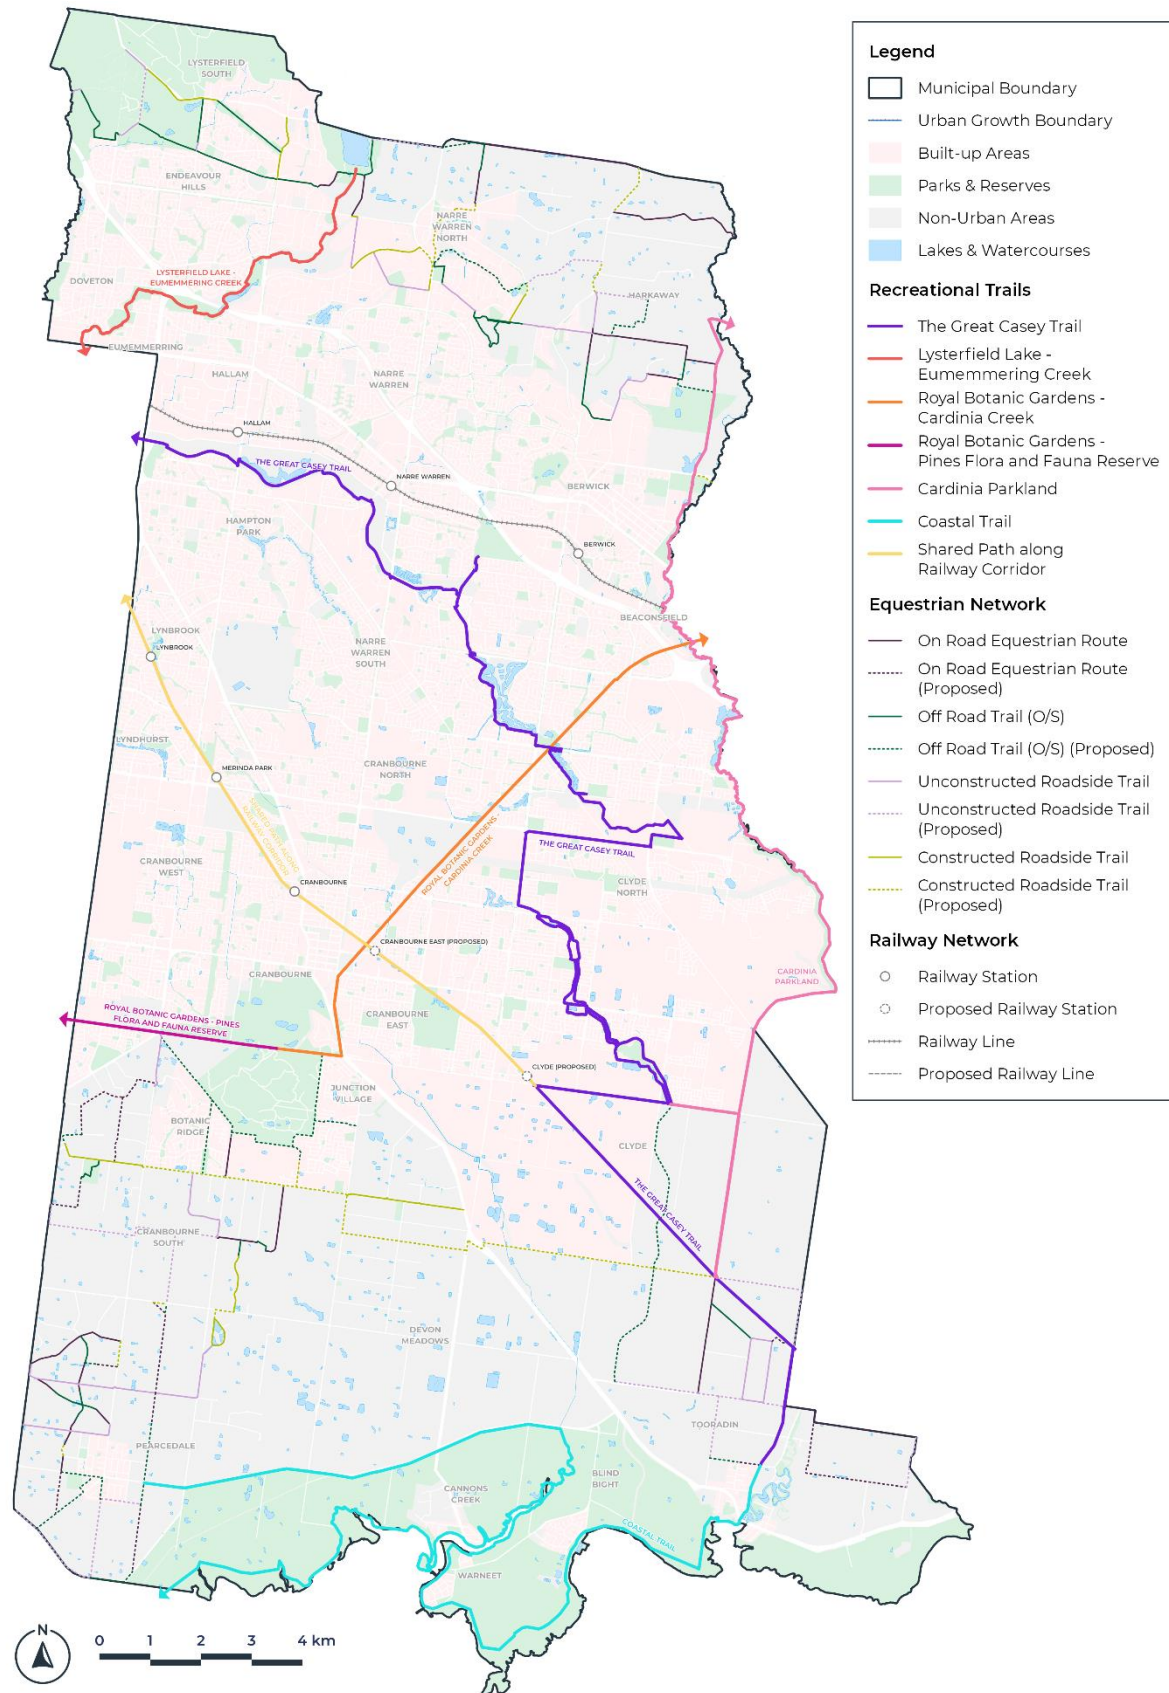 LYSTERFIELD
SOUTH
ENDEAVOUR
HILLS
NARRE
WARREN
NORTH
LYSTERFIELD LAKE -
EUMEMMERING CREEK
DOVETON
HARKAWAY
EUMEMMERRING
HALLAM
NARRE
WARREN
HALLAM
THE GREAT CASEY TRAIL
NARRE WARREN
BERWICK
HAMPTON
PARK
BERWICK
BEACONSFIELD
LYNBROOK
LYNBROOK
NARRE
WARREN
SOUTH
LYNDHURST
MERINDA PARK
CRANBOURNE
NORTH
SHARED PATH ALONG
RAILWAY CORRIDOR
ROYAL BOTANIC GARDENS -
CARDINIA CREEK
THE GREAT CASEY TRAIL
CRANBOURNE
WEST
CRANBOURNE
CLYDE
NORTH
CRANBOURNE EAST (PROPOSED)
CRANBOURNE
CARDINIA
PARKLAND
ROYAL BOTANIC GARDENS - PINES
FLORA AND FAUNA RESERVE
CRANBOURNE
EAST
CLYDE (PROPOSED)
JUNCTION
VILLAGE
BOTANIC
RIDGE
CLYDE
THE GREAT CASEY TRAIL
CRANBOURNE
SOUTH
DEVON
MEADOWS
TOORADIN
PEARCEDALE
CANNONS
CREEK
BLIND
BIGHT
COASTAL TRAIL
WARNEET
N
0 1 2 3 4 km
Legend
Municipal Boundary
Urban Growth Boundary
Built-up Areas
Parks & Reserves
Non-Urban Areas
Lakes & Watercourses
Recreational Trails
The Great Casey Trail
Lysterfield Lake -
Eumemmering Creek
Royal Botanic Gardens -
Cardinia Creek
Royal Botanic Gardens -
Pines Flora and Fauna Reserve
Cardinia Parkland
Coastal Trail
Shared Path along
Railway Corridor
Equestrian Network
On Road Equestrian Route
On Road Equestrian Route
(Proposed)
Off Road Trail (O/S)
Off Road Trail (O/S) (Proposed)
Unconstructed Roadside Trail
Unconstructed Roadside Trail
(Proposed)
Constructed Roadside Trail
Constructed Roadside Trail
(Proposed)
Railway Network
Railway Station
Proposed Railway Station
Railway Line
Proposed Railway Line